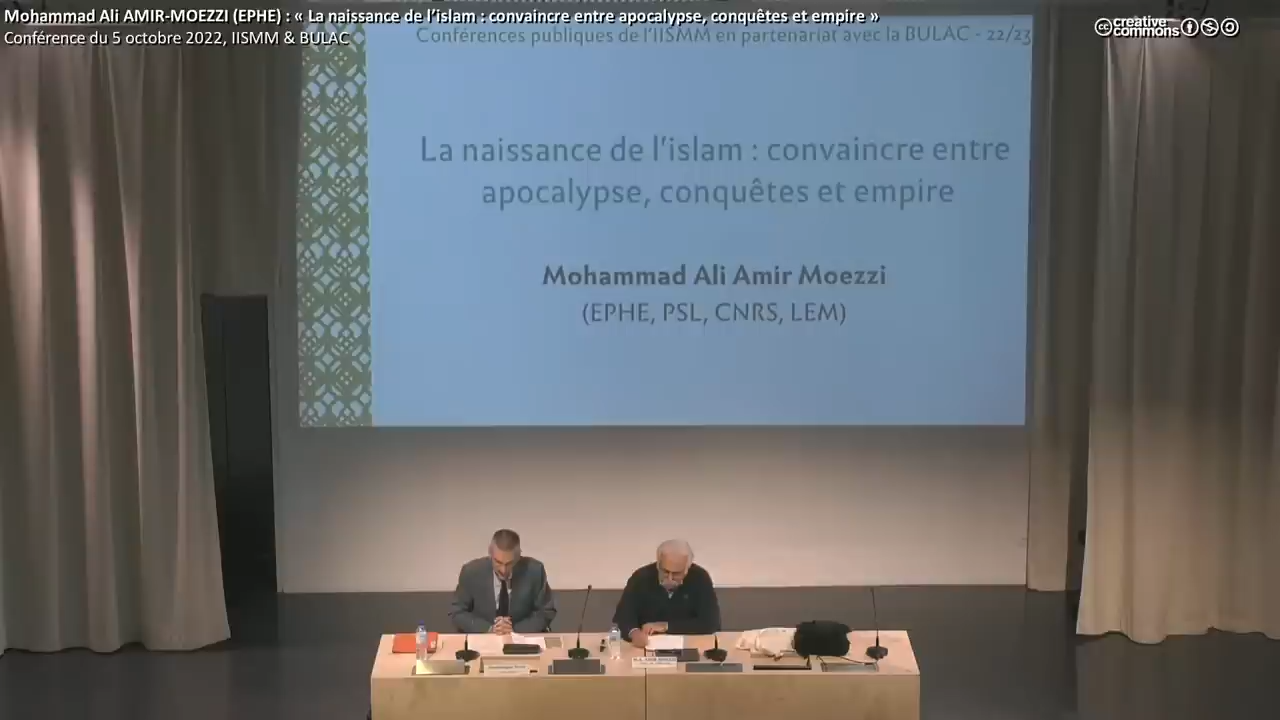 Mohammad Ali AMIR-MOEZZI (EPHE) : « La naissance de l'islam : convaincre entre apocalypse, conquêtes et empire »
Conférence du 5 octobre 2022, IISMM & BULAC
creative commons
Conférences publiques de l'IISMM en partenariat avec la BULAC - 22/23
La naissance de l'islam : convaincre entre
apocalypse, conquêtes et empire
Mohammad Ali Amir Moezzi
(EPHE, PSL, CNRS, LEM)